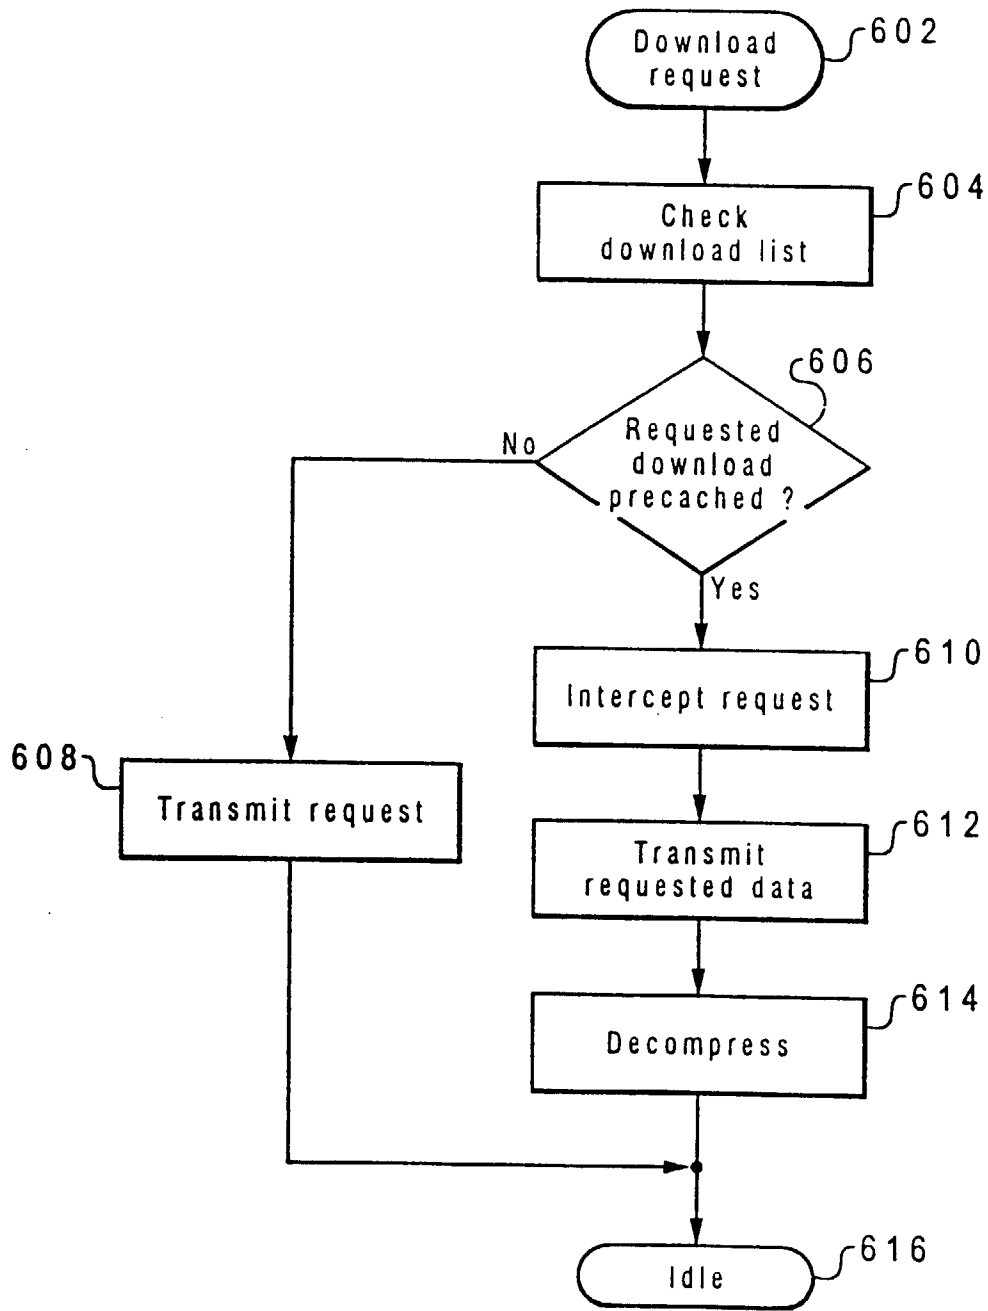 Download
request
602
Check
download list
604
606
Requested
download
precached ?
No
Yes
610
Intercept request
608
Transmit request
612
Transmit
requested data
614
Decompress
616
Idle